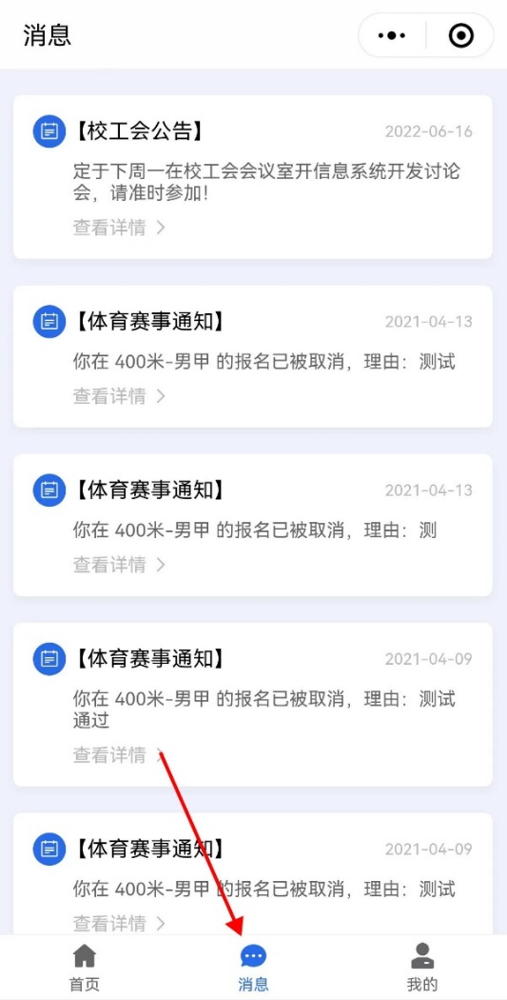 消息
【校工会公告】 2022-06-16
定于下周一在校工会会议室开信息系统开发讨论
会，请准时参加！
查看详情
【体育赛事通知】 2021-04-13
你在 400米-男甲 的报名已被取消，理由：测试
查看详情
【体育赛事通知】 2021-04-13
你在 400米-男甲 的报名已被取消，理由：测
查看详情
【体育赛事通知】 2021-04-09
你在 400米-男甲 的报名已被取消，理由：测试
通过
查看详情
【体育赛事通知】 2021-04-09
你在 400米-男甲 的报名已被取消，理由：测试
查看详情
首页 消息 我的